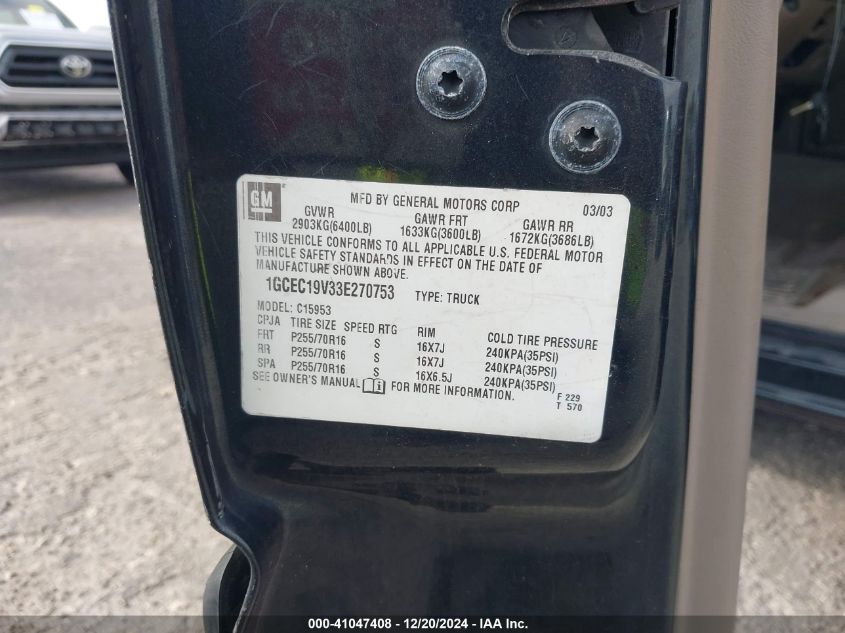 GM
MFD BY GENERAL MOTORS CORP 03/03
GVWR GAWR FRT GAWR RR
2903KG(6400LB) 1633KG(3600LB) 1672KG(3686LB)
THIS VEHICLE CONFORMS TO ALL APPLICABLE U.S. FEDERAL MOTOR
VEHICLE SAFETY STANDARDS IN EFFECT ON THE DATE OF
MANUFACTURE SHOWN ABOVE.
1GCEC19V33E270753 TYPE: TRUCK
MODEL: C15953
CPJA TIRE SIZE SPEED RTG RIM COLD TIRE PRESSURE
FRT P255/70R16 S 16X7J 240KPA(35PSI)
RR P255/70R16 S 16X7J 240KPA(35PSI)
SPA P255/70R16 S 16X6.5J 240KPA(35PSI)
SEE OWNER'S MANUAL FOR MORE INFORMATION.
F 229
T 570
000-41047408 - 12/20/2024 - IAA Inc.